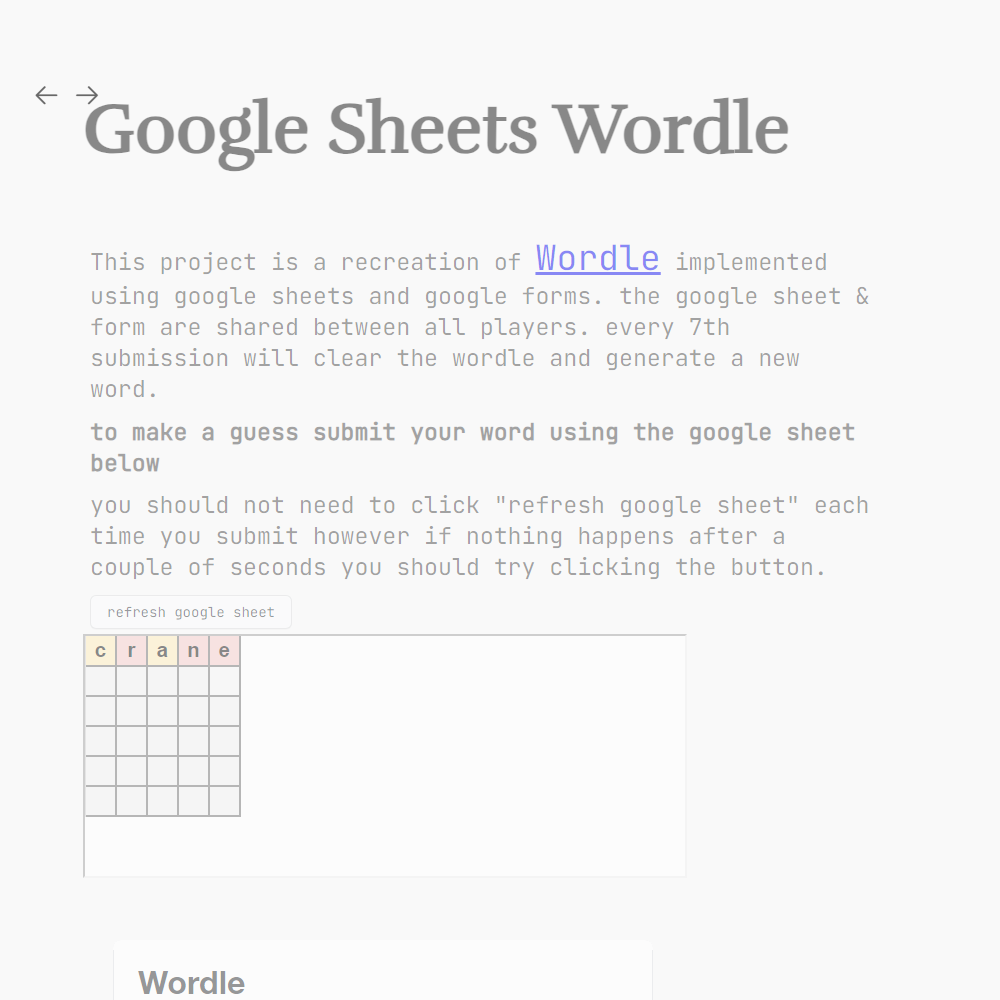 Google Sheets Wordle
This project is a recreation of Wordle implemented
using google sheets and google forms. the google sheet &
form are shared between all players. every 7th
submission will clear the wordle and generate a new
word.
to make a guess submit your word using the google sheet
below
you should not need to click "refresh google sheet" each
time you submit however if nothing happens after a
couple of seconds you should try clicking the button.
refresh google sheet
c r a n e
Wordle